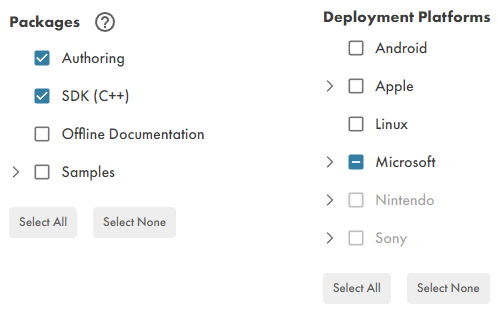 Packages ?
Authoring
SDK (C++)
Offline Documentation
Samples
Select All Select None
Deployment Platforms
Android
Apple
Linux
Microsoft
Nintendo
Sony
Select All Select None